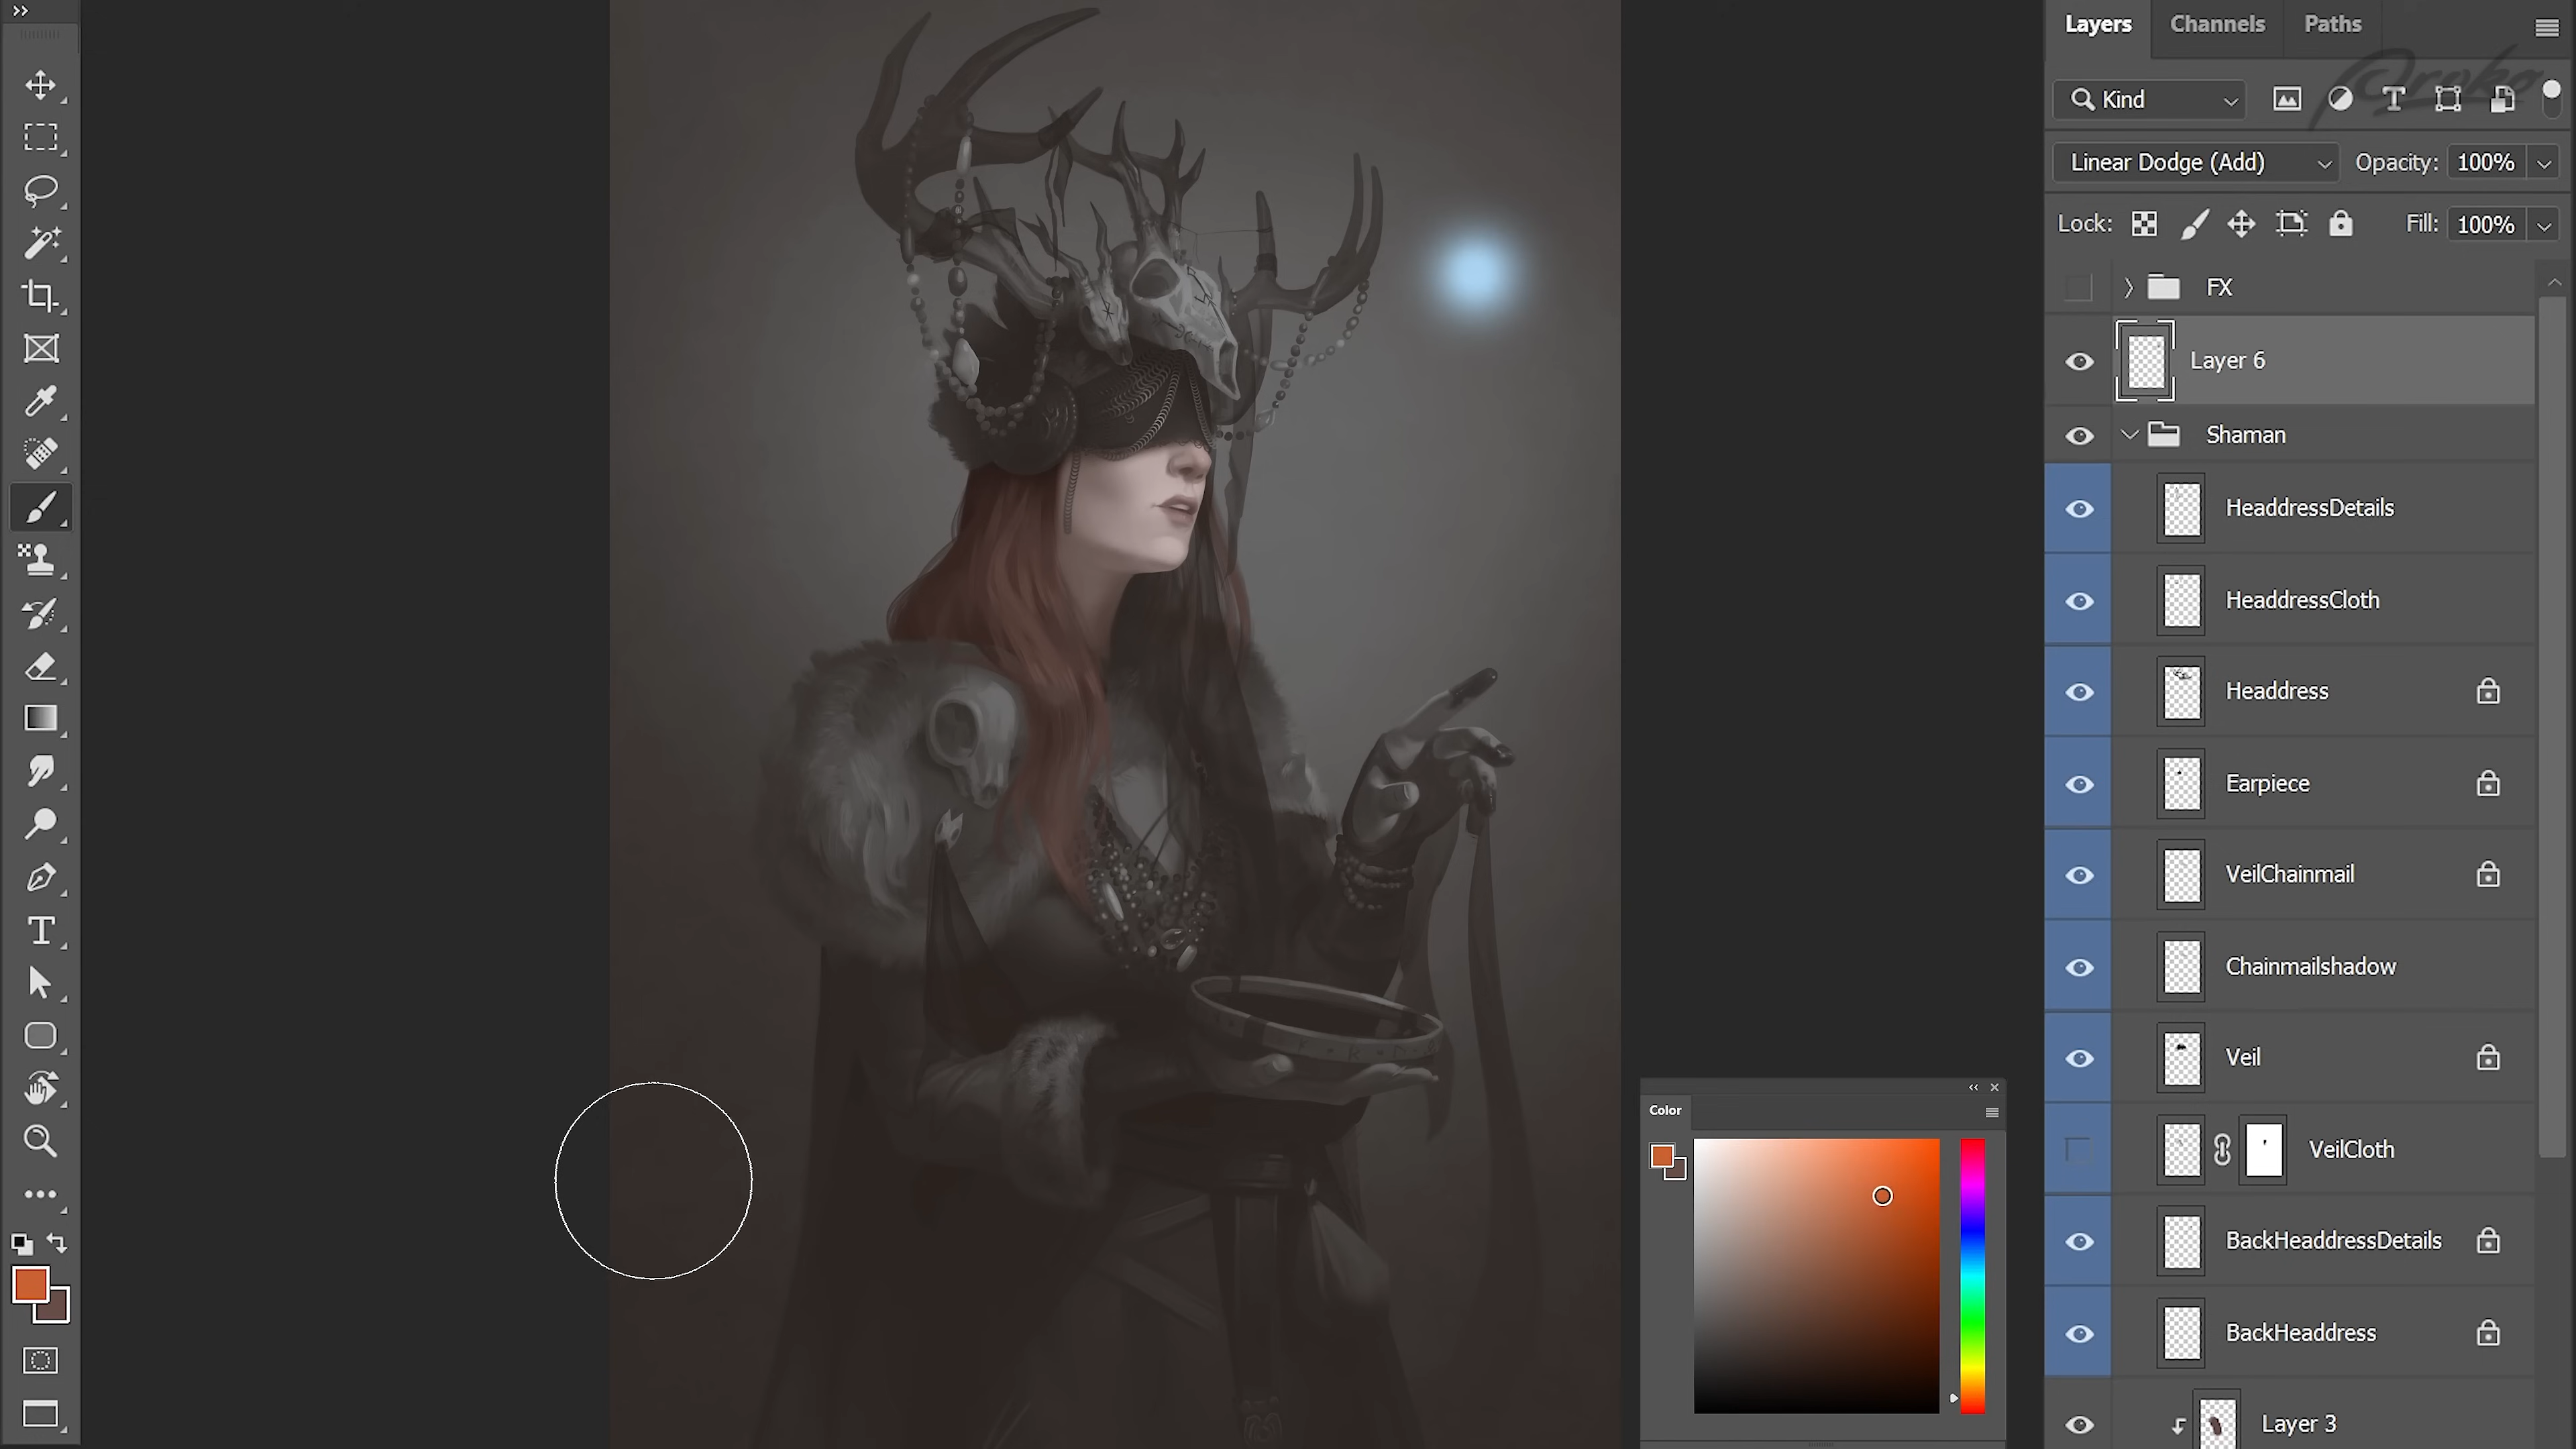 Layers Channels Paths
Proko
Kind
Linear Dodge (Add) Opacity: 100%
Lock: Fill: 100%
FX
Layer 6
Shaman
HeaddressDetails
HeaddressCloth
Headdress
Earpiece
VeilChainmail
Chainmailshadow
Veil
VeilCloth
BackHeaddressDetails
BackHeaddress
Layer 3
Color